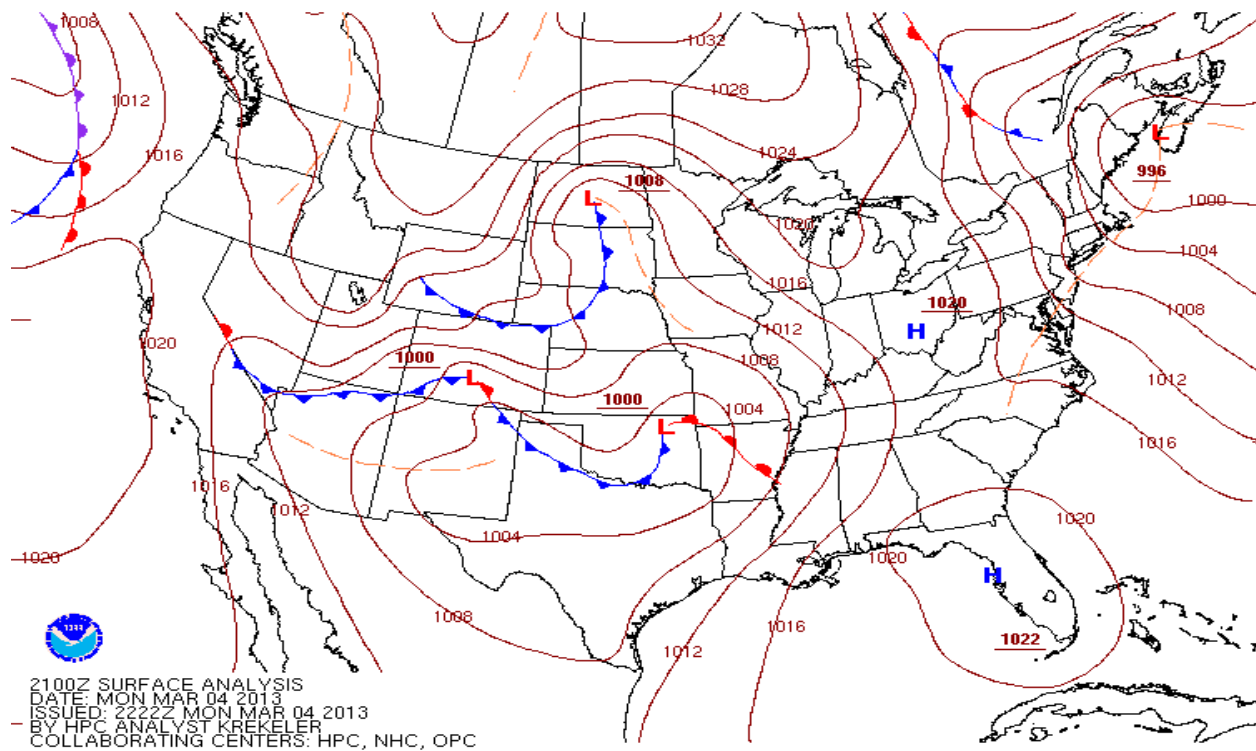 1008
1032
1012
1028
1016
1024
996
1008
1000
1020
1004
1016
1020
1008
1020
1012
1000
1008
1000
1004
1012
1016
1016
1012
1020
1004
1020
1020
1008
1016
1022
1012
2100Z SURFACE ANALYSIS
DATE: MON MAR 04 2013
ISSUED: 2222Z MON MAR 04 2013
BY HPC ANALYST KREKELER
COLLABORATING CENTERS: HPC, NHC, OPC
L
L
L
L
H
H